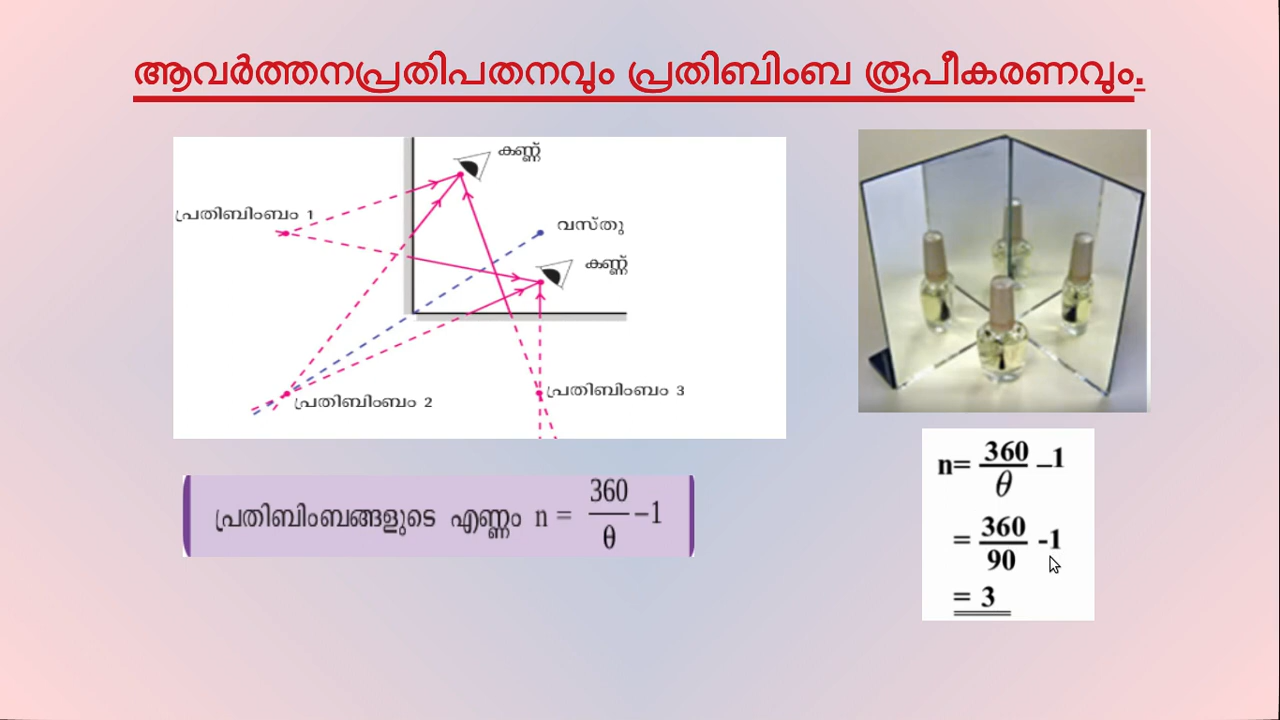 ആവർത്തനപ്രതിപതനവും പ്രതിബിംബ രൂപീകരണവും.
കണ്ണ്
പ്രതിബിംബം 1
വസ്തു
കണ്ണ്
പ്രതിബിംബം 2
പ്രതിബിംബം 3
പ്രതിബിംബങ്ങളുടെ എണ്ണം n = 360/θ −1
n= 360/θ −1
= 360/90 -1
= 3